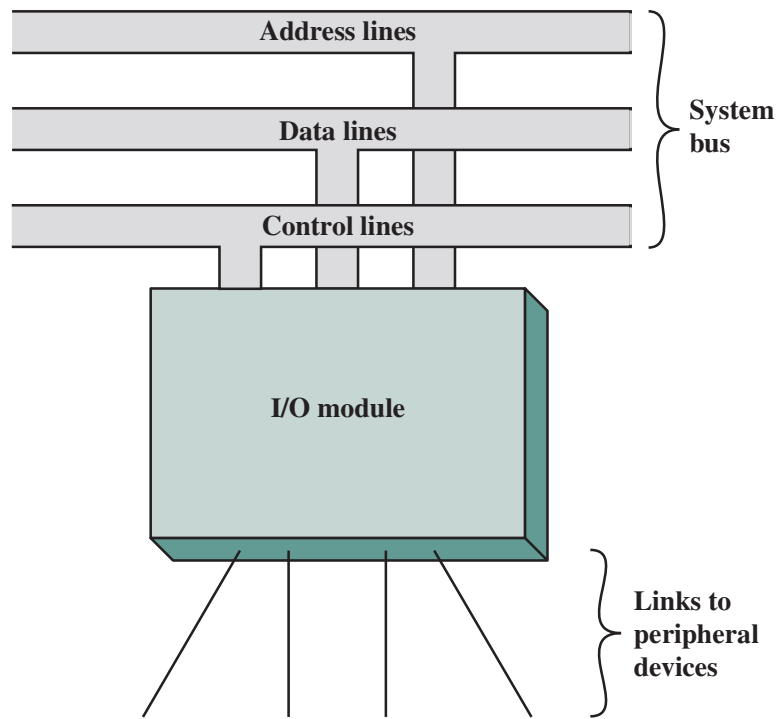 Address lines
Data lines
System
bus
Control lines
I/O module
Links to
peripheral
devices